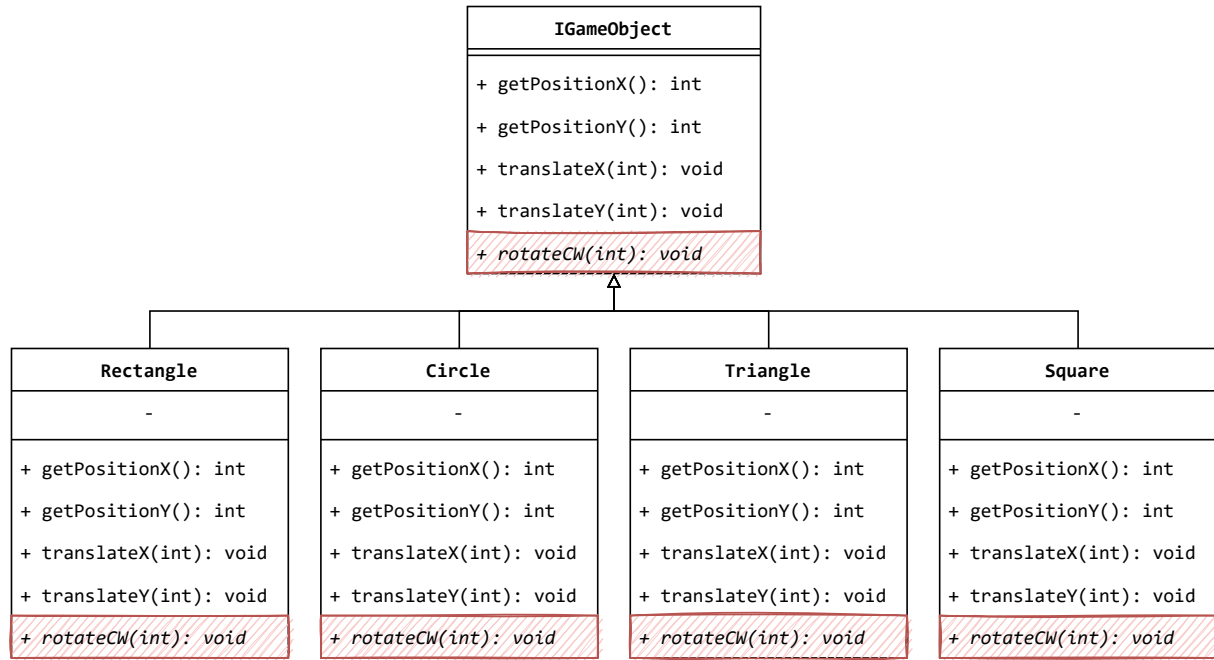 IGameObject
+ getPositionX(): int
+ getPositionY(): int
+ translateX(int): void
+ translateY(int): void
+ rotateCW(int): void
Rectangle
-
+ getPositionX(): int
+ getPositionY(): int
+ translateX(int): void
+ translateY(int): void
+ rotateCW(int): void
Circle
-
+ getPositionX(): int
+ getPositionY(): int
+ translateX(int): void
+ translateY(int): void
+ rotateCW(int): void
Triangle
-
+ getPositionX(): int
+ getPositionY(): int
+ translateX(int): void
+ translateY(int): void
+ rotateCW(int): void
Square
-
+ getPositionX(): int
+ getPositionY(): int
+ translateX(int): void
+ translateY(int): void
+ rotateCW(int): void